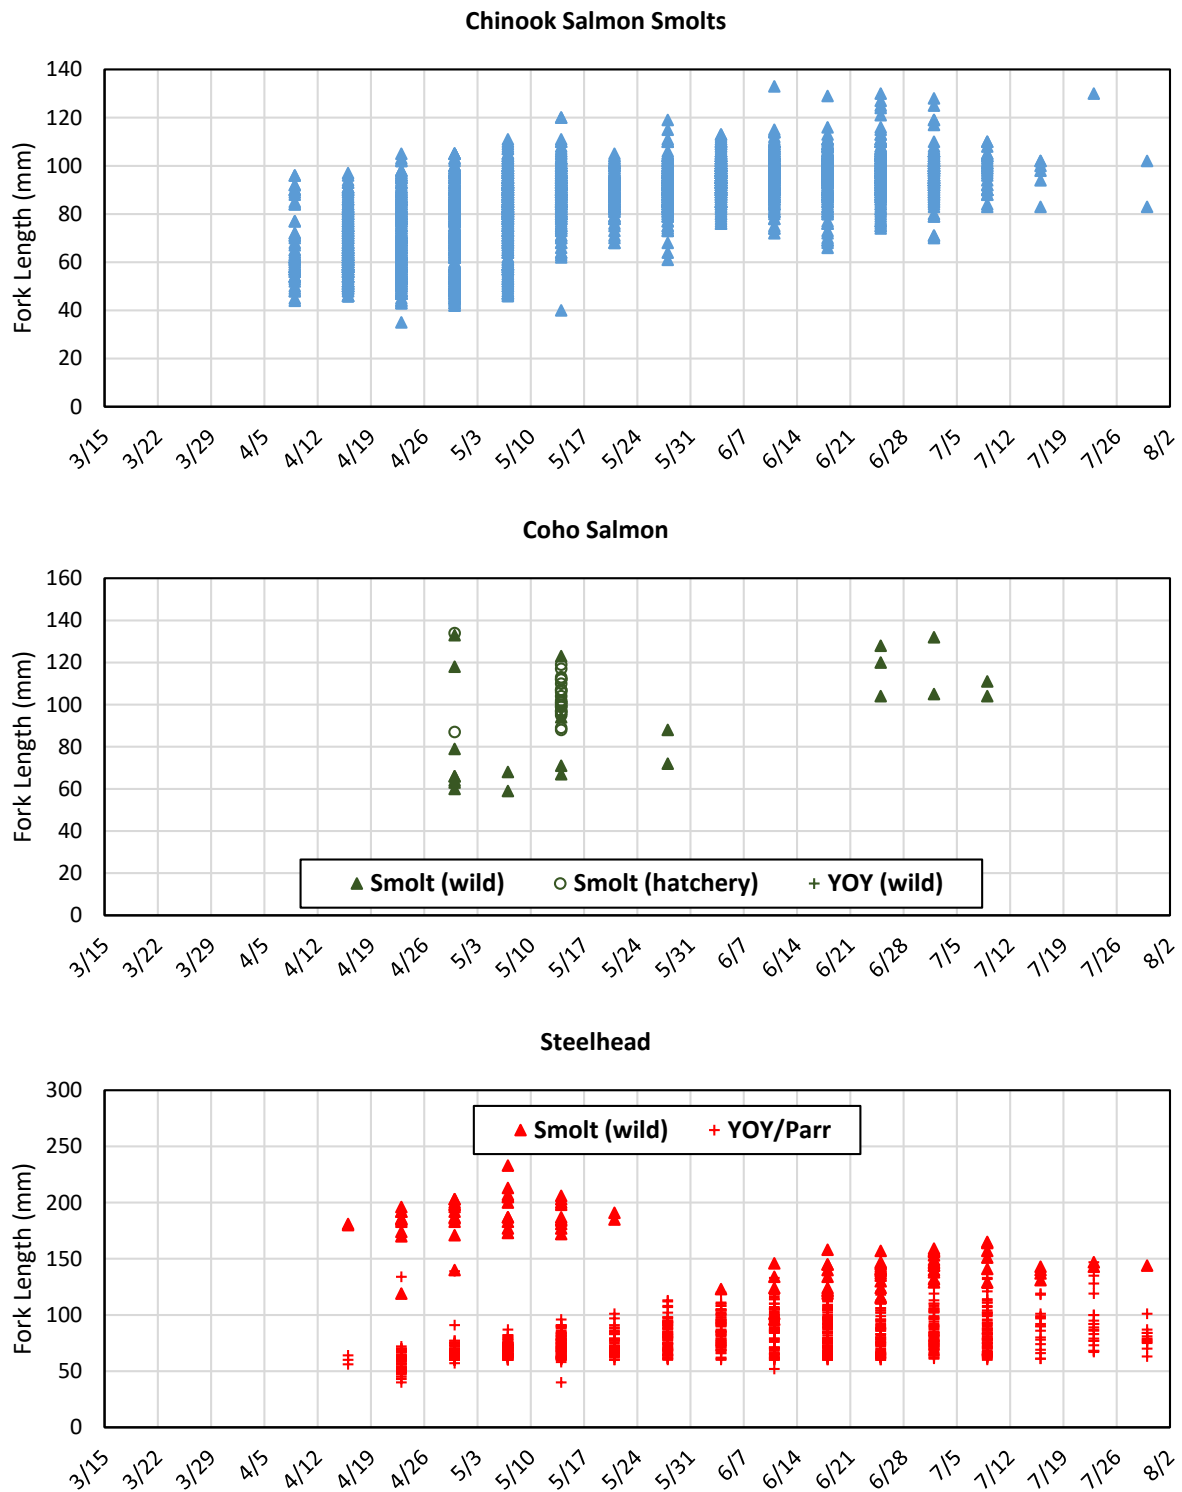 Chinook Salmon Smolts
Fork Length (mm)
140
120
100
80
60
40
20
0
3/15 3/22 3/29 4/5 4/12 4/19 4/26 5/3 5/10 5/17 5/24 5/31 6/7 6/14 6/21 6/28 7/5 7/12 7/19 7/26 8/2
Coho Salmon
Fork Length (mm)
160
140
120
100
80
60
40
20
0
Smolt (wild) Smolt (hatchery) YOY (wild)
3/15 3/22 3/29 4/5 4/12 4/19 4/26 5/3 5/10 5/17 5/24 5/31 6/7 6/14 6/21 6/28 7/5 7/12 7/19 7/26 8/2
Steelhead
Fork Length (mm)
300
250
200
150
100
50
0
Smolt (wild) YOY/Parr
3/15 3/22 3/29 4/5 4/12 4/19 4/26 5/3 5/10 5/17 5/24 5/31 6/7 6/14 6/21 6/28 7/5 7/12 7/19 7/26 8/2